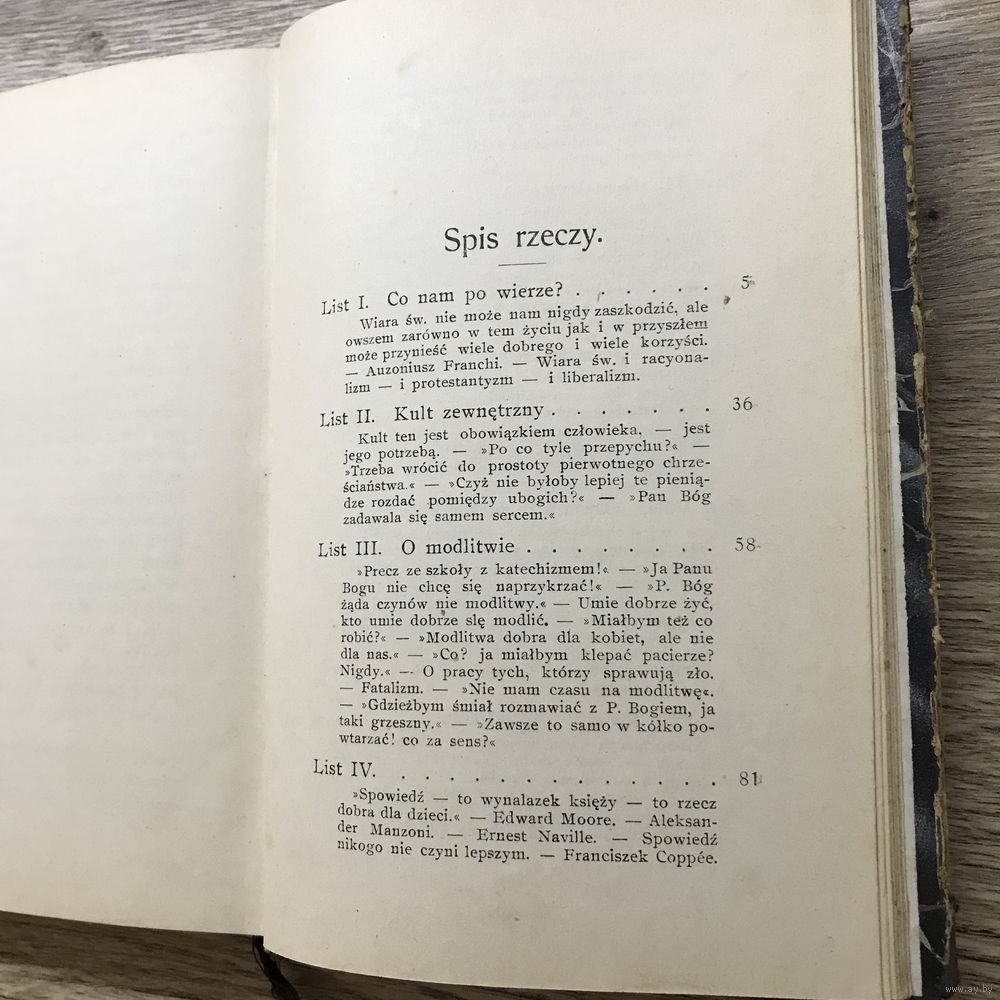 Spis rzeczy.
List I. Co nam po wierze? . . . . . . 5
Wiara św. nie może nam nigdy zaszkodzić, ale
owszem zarówno w tem życiu jak i w przyszłem
może przynieść wiele dobrego i wiele korzyści.
— Auzoniusz Franchi. — Wiara św. i racyona-
lizm — i protestantyzm — i liberalizm.
List II. Kult zewnętrzny . . . . . . . 36
Kult ten jest obowiązkiem człowieka, — jest
jego potrzebą. — »Po co tyle przepychu?« —
»Trzeba wrócić do prostoty pierwotnego chrze-
ściaństwa.« — »Czyż nie byłoby lepiej te pienią-
dze rozdać pomiędzy ubogich?« — »Pan Bóg
zadawala się samem sercem.«
List III. O modlitwie . . . . . . . . 58
»Precz ze szkoły z katechizmem!« — »Ja Panu
Bogu nie chcę się naprzykrzać!« — »P. Bóg
żąda czynów nie modlitwy.« — Umie dobrze żyć,
kto umie dobrze się modlić. — »Miałbym też co
robić?« — »Modlitwa dobra dla kobiet, ale nie
dla nas.« — »Co? ja miałbym klepać pacierze?
Nigdy.« — O pracy tych, którzy sprawują zło.
— Fatalizm. — »Nie mam czasu na modlitwę«.
— »Gdzieżbym śmiał rozmawiać z P. Bogiem, ja
taki grzeszny.« — »Zawsze to samo w kółko po-
wtarzać! co za sens?«
List IV. . . . . . . . . . . . . . 81
»Spowiedź — to wynalazek księży — to rzecz
dobra dla dzieci.« — Edward Moore. — Aleksan-
der Manzoni. — Ernest Naville. — Spowiedź
nikogo nie czyni lepszym. — Franciszek Coppée.
www.ay.by